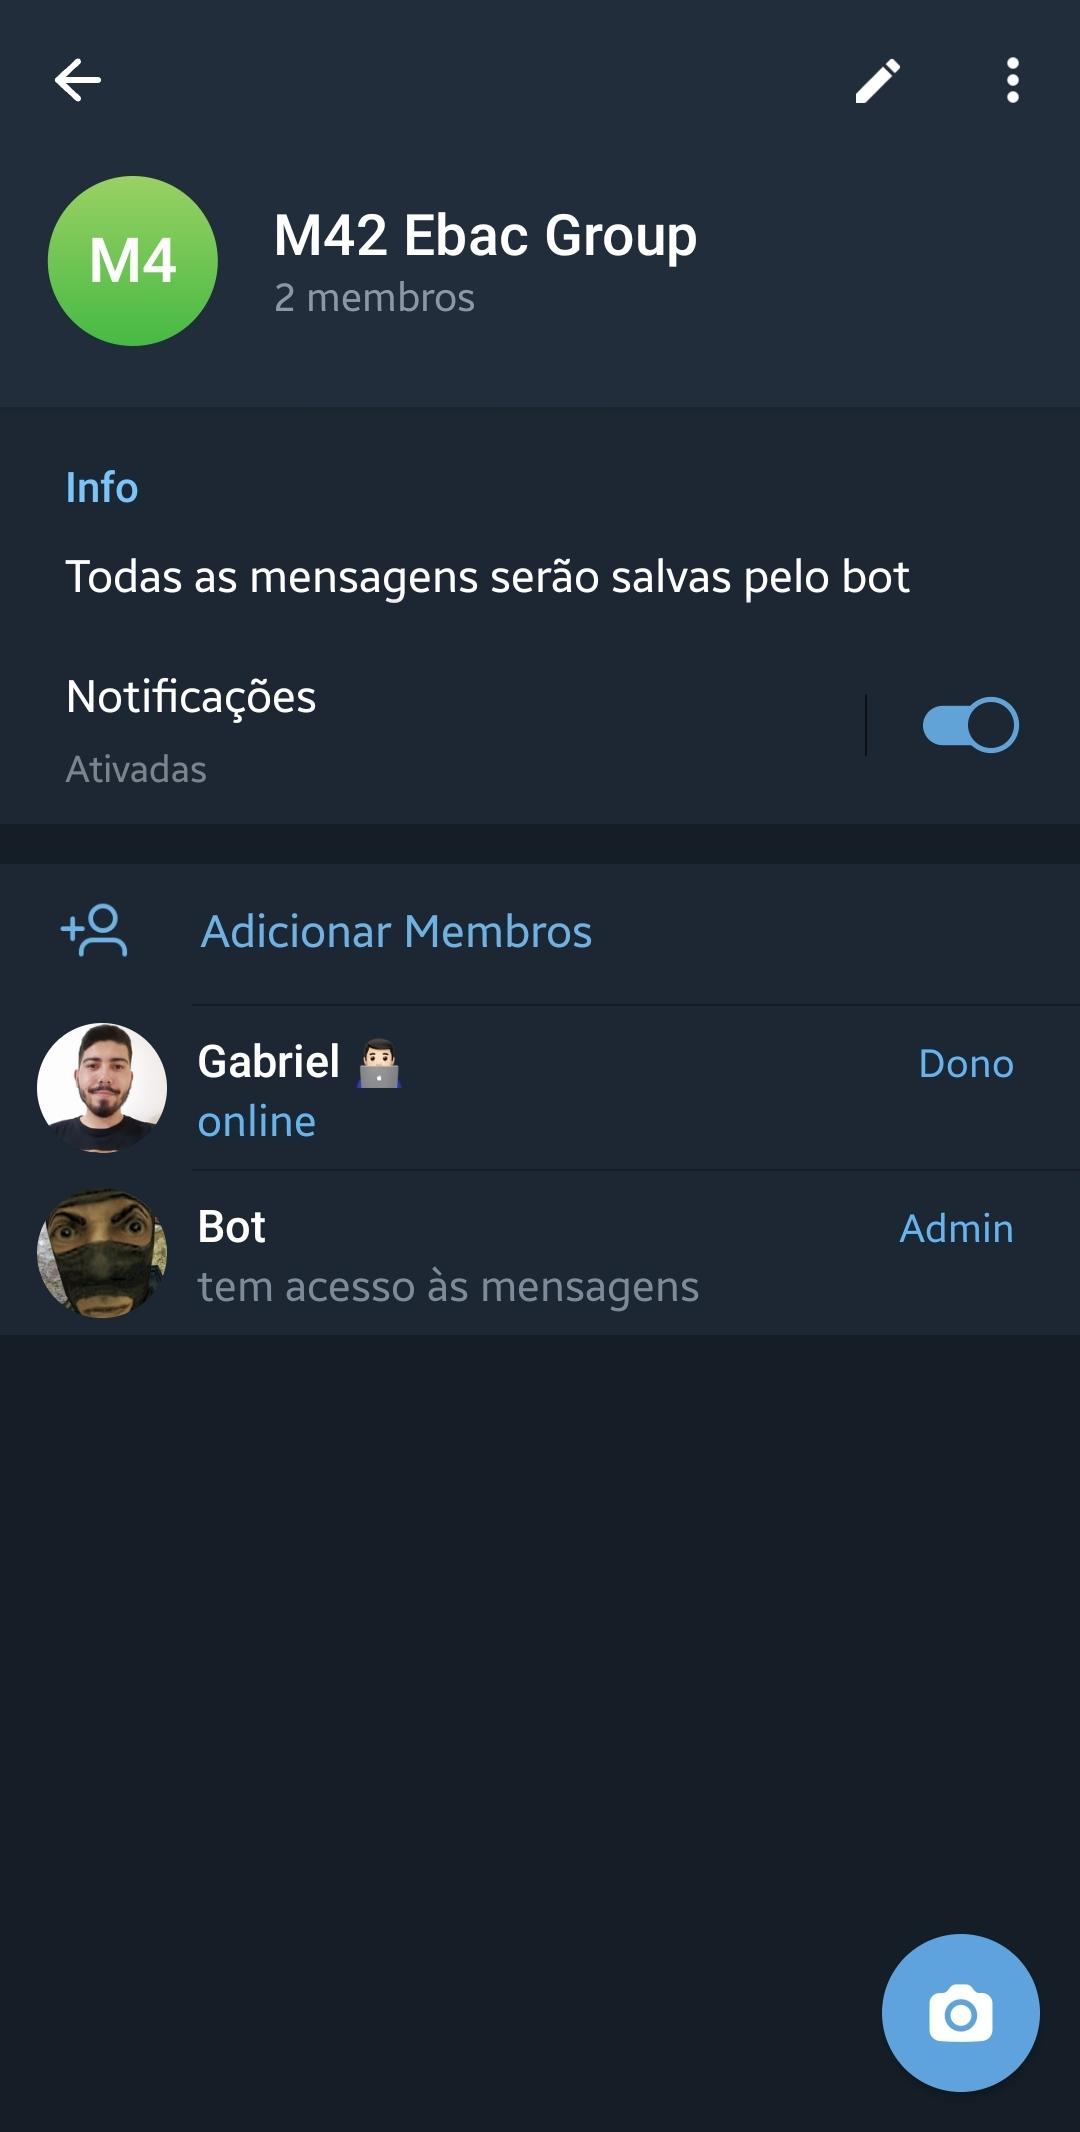 M4
M42 Ebac Group
2 membros
Info
Todas as mensagens serão salvas pelo bot
Notificações
Ativadas
Adicionar Membros
Gabriel 👨🏻‍💻
Dono
online
Bot
Admin
tem acesso às mensagens